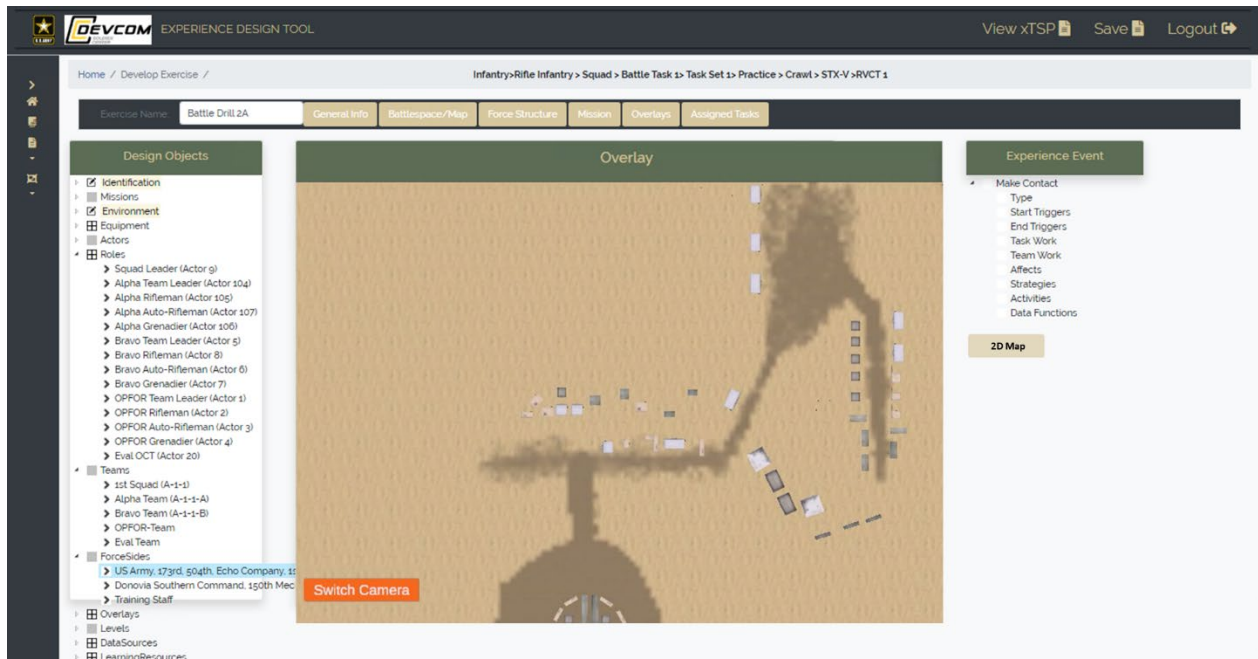 U.S. ARMY
DEVCOM
EXPERIENCE DESIGN TOOL
View xTSP
Save
Logout
Home / Develop Exercise /
Infantry>Rifle Infantry > Squad > Battle Task 1> Task Set 1> Practice > Crawl > STX-V >RVCT 1
Exercise Name:
Battle Drill 2A
General Info
Battlespace/Map
Force Structure
Mission
Overlays
Assigned Tasks
Design Objects
Identification
Missions
Environment
Equipment
Actors
Roles
Squad Leader (Actor 9)
Alpha Team Leader (Actor 104)
Alpha Rifleman (Actor 105)
Alpha Auto-Rifleman (Actor 107)
Alpha Grenadier (Actor 106)
Bravo Team Leader (Actor 5)
Bravo Rifleman (Actor 8)
Bravo Auto-Rifleman (Actor 6)
Bravo Grenadier (Actor 7)
OPFOR Team Leader (Actor 1)
OPFOR Rifleman (Actor 2)
OPFOR Auto-Rifleman (Actor 3)
OPFOR Grenadier (Actor 4)
Eval OCT (Actor 20)
Teams
1st Squad (A-1-1)
Alpha Team (A-1-1-A)
Bravo Team (A-1-1-B)
OPFOR-Team
Eval Team
ForceSides
US Army, 173rd, 504th, Echo Company,
Donovia Southern Command, 150th Mec
Training Staff
Overlays
Levels
DataSources
LearningResources
Overlay
Switch Camera
Experience Event
Make Contact
Type
Start Triggers
End Triggers
Task Work
Team Work
Affects
Strategies
Activities
Data Functions
2D Map